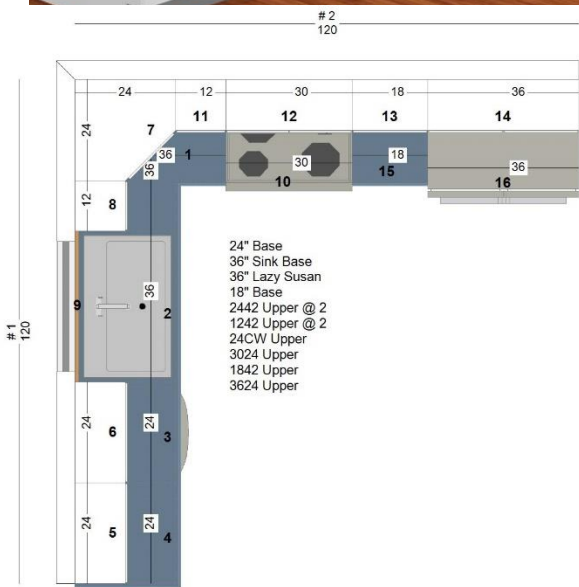 # 2
120
24 12 30 18 36
11 12 13 14
7
24
36 1 30 18 36
36 10 15 16
12 8
24" Base
36" Sink Base
36" Lazy Susan
18" Base
2442 Upper @ 2
1242 Upper @ 2
24CW Upper
3024 Upper
1842 Upper
3624 Upper
9 36 2
# 1
120
24 6 24 3
24 5 24 4